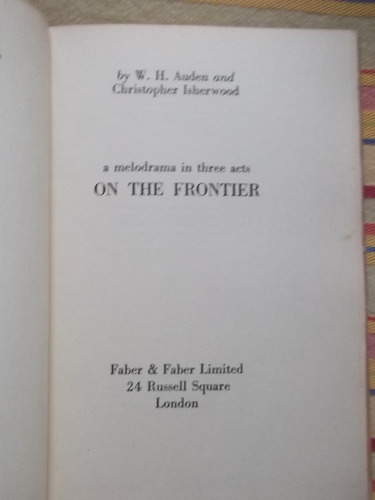 by W. H. Auden and
Christopher Isherwood
a melodrama in three acts
ON THE FRONTIER
Faber & Faber Limited
24 Russell Square
London